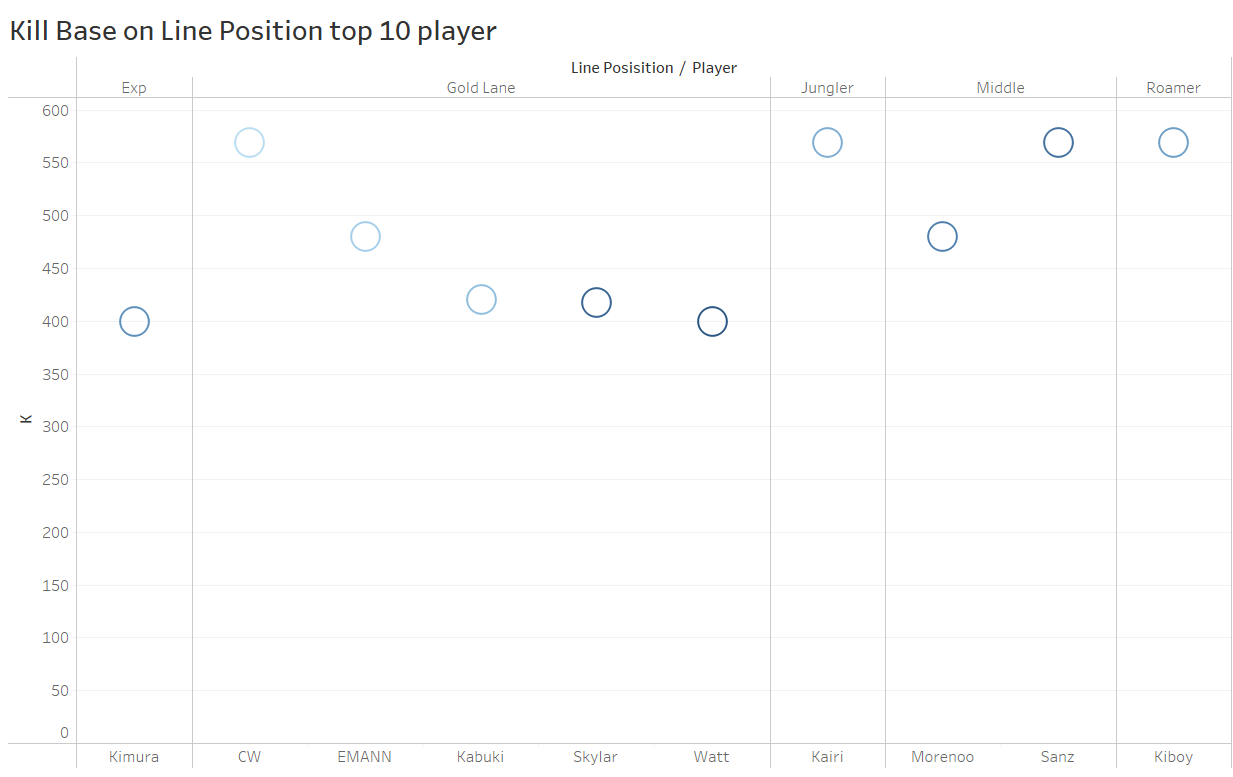 Kill Base on Line Position top 10 player
Line Posisition / Player
Exp Gold Lane Jungler Middle Roamer
600
550
500
450
400
350
K
300
250
200
150
100
50
0
Kimura CW EMANN Kabuki Skylar Watt Kairi Morenoo Sanz Kiboy